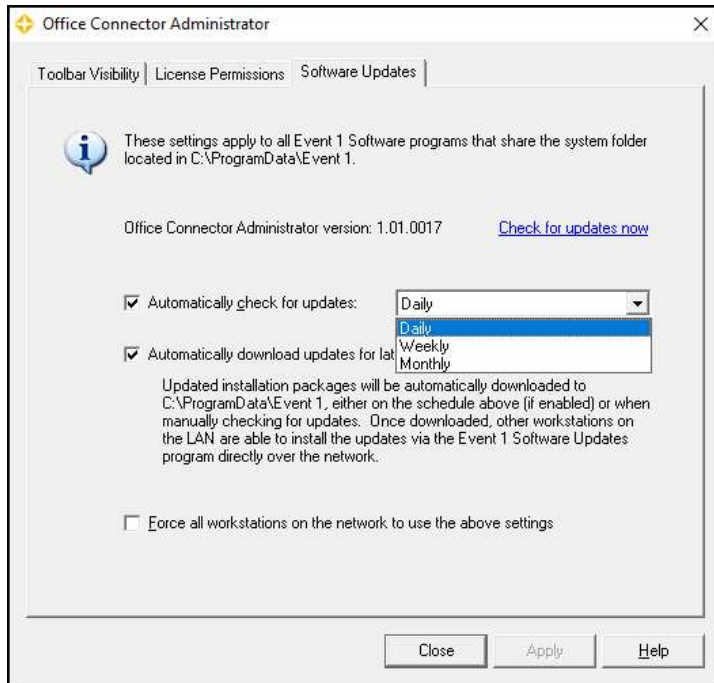 Office Connector Administrator
Toolbar Visibility License Permissions Software Updates
These settings apply to all Event 1 Software programs that share the system folder
located in C:\ProgramData\Event 1.
Office Connector Administrator version: 1.01.0017 Check for updates now
Automatically check for updates: Daily
Daily
Weekly
Monthly
Automatically download updates for
Updated installation packages will be automatically downloaded to
C:\ProgramData\Event 1, either on the schedule above (if enabled) or when
manually checking for updates. Once downloaded, other workstations on
the LAN are able to install the updates via the Event 1 Software Updates
program directly over the network.
Force all workstations on the network to use the above settings
Close Apply Help